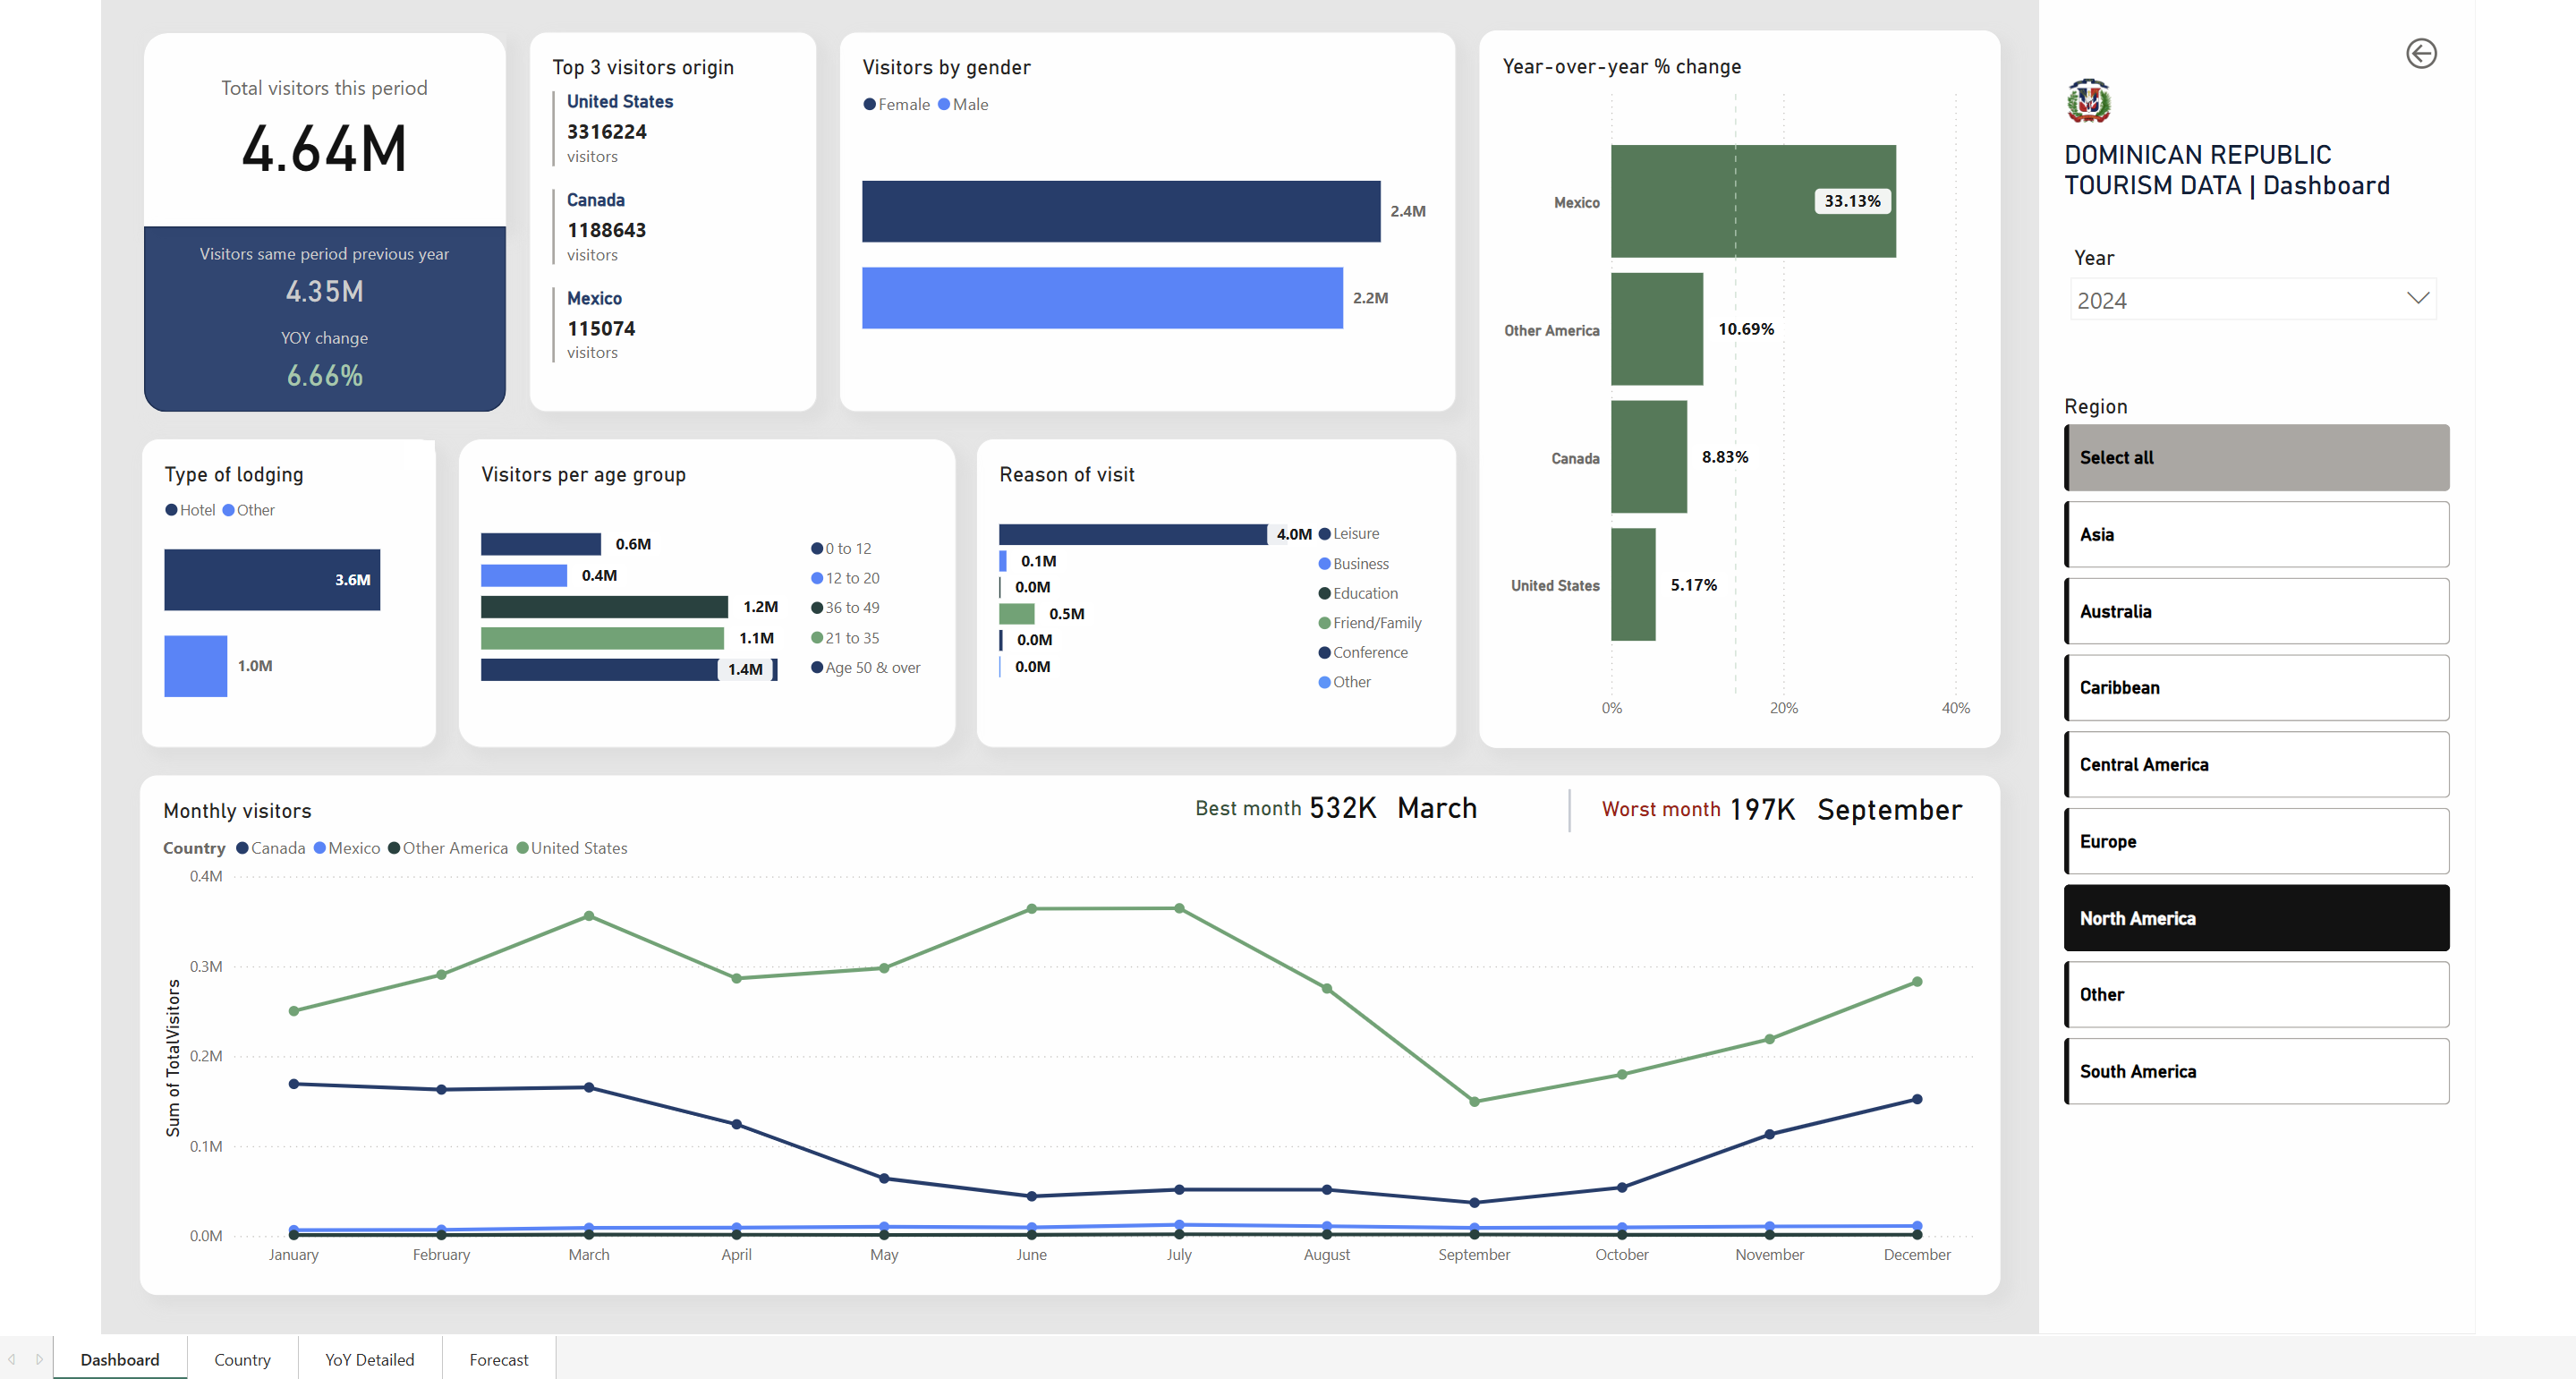 Total visitors this period
4.64M
Visitors same period previous year
4.35M
YOY change
6.66%
Top 3 visitors origin
United States
3316224
visitors
Canada
1188643
visitors
Mexico
115074
visitors
Visitors by gender
Female Male
2.4M
2.2M
Year-over-year % change
Mexico 33.13%
Other America 10.69%
Canada 8.83%
United States 5.17%
0% 20% 40%
Type of lodging
Hotel Other
3.6M
1.0M
Visitors per age group
0.6M
0.4M
1.2M
1.1M
1.4M
0 to 12
12 to 20
36 to 49
21 to 35
Age 50 & over
Reason of visit
4.0M
0.1M
0.0M
0.5M
0.0M
0.0M
Leisure
Business
Education
Friend/Family
Conference
Other
Monthly visitors
Best month 532K March
Worst month 197K September
Country Canada Mexico Other America United States
Sum of TotalVisitors
0.4M
0.3M
0.2M
0.1M
0.0M
January February March April May June July August September October November December
DOMINICAN REPUBLIC
TOURISM DATA | Dashboard
Year
2024
Region
Select all
Asia
Australia
Caribbean
Central America
Europe
North America
Other
South America
Dashboard Country YoY Detailed Forecast